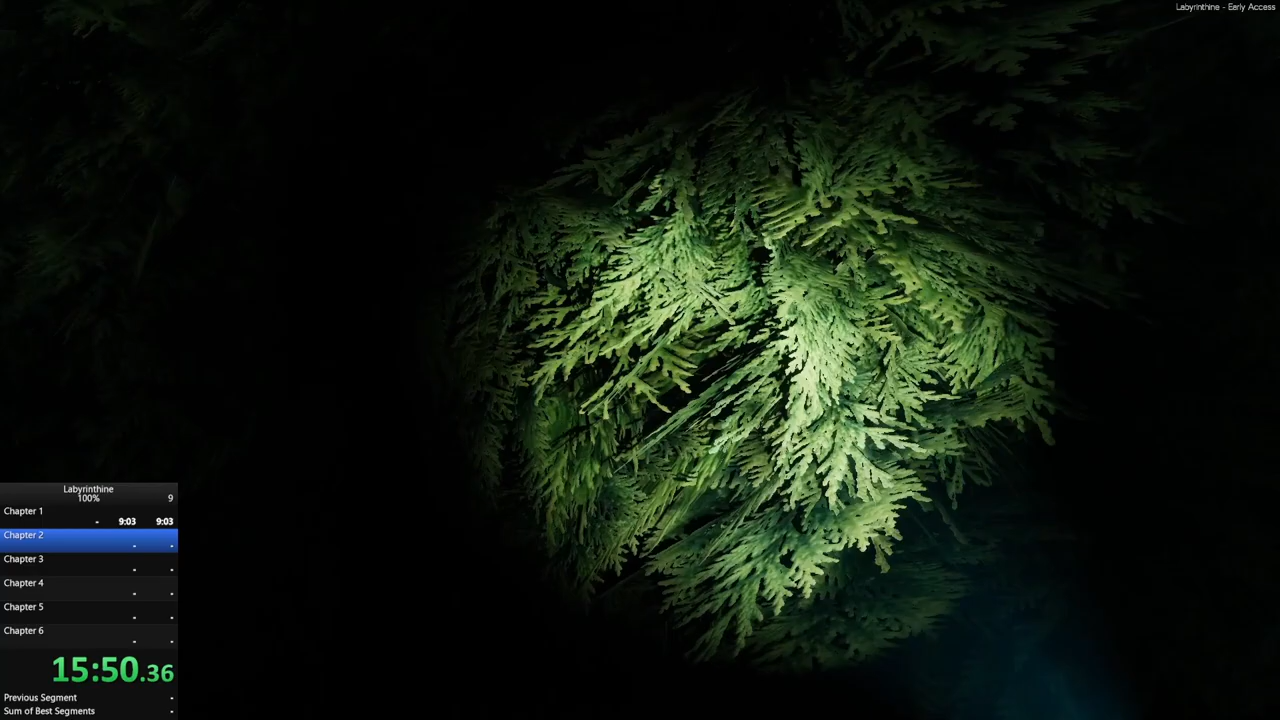 Labyrinthine - Early Access
Labyrinthine
100% 9
Chapter 1
- 9:03 9:03
Chapter 2
- -
Chapter 3
- -
Chapter 4
- -
Chapter 5
- -
Chapter 6
- -
15:50.36
Previous Segment -
Sum of Best Segments -